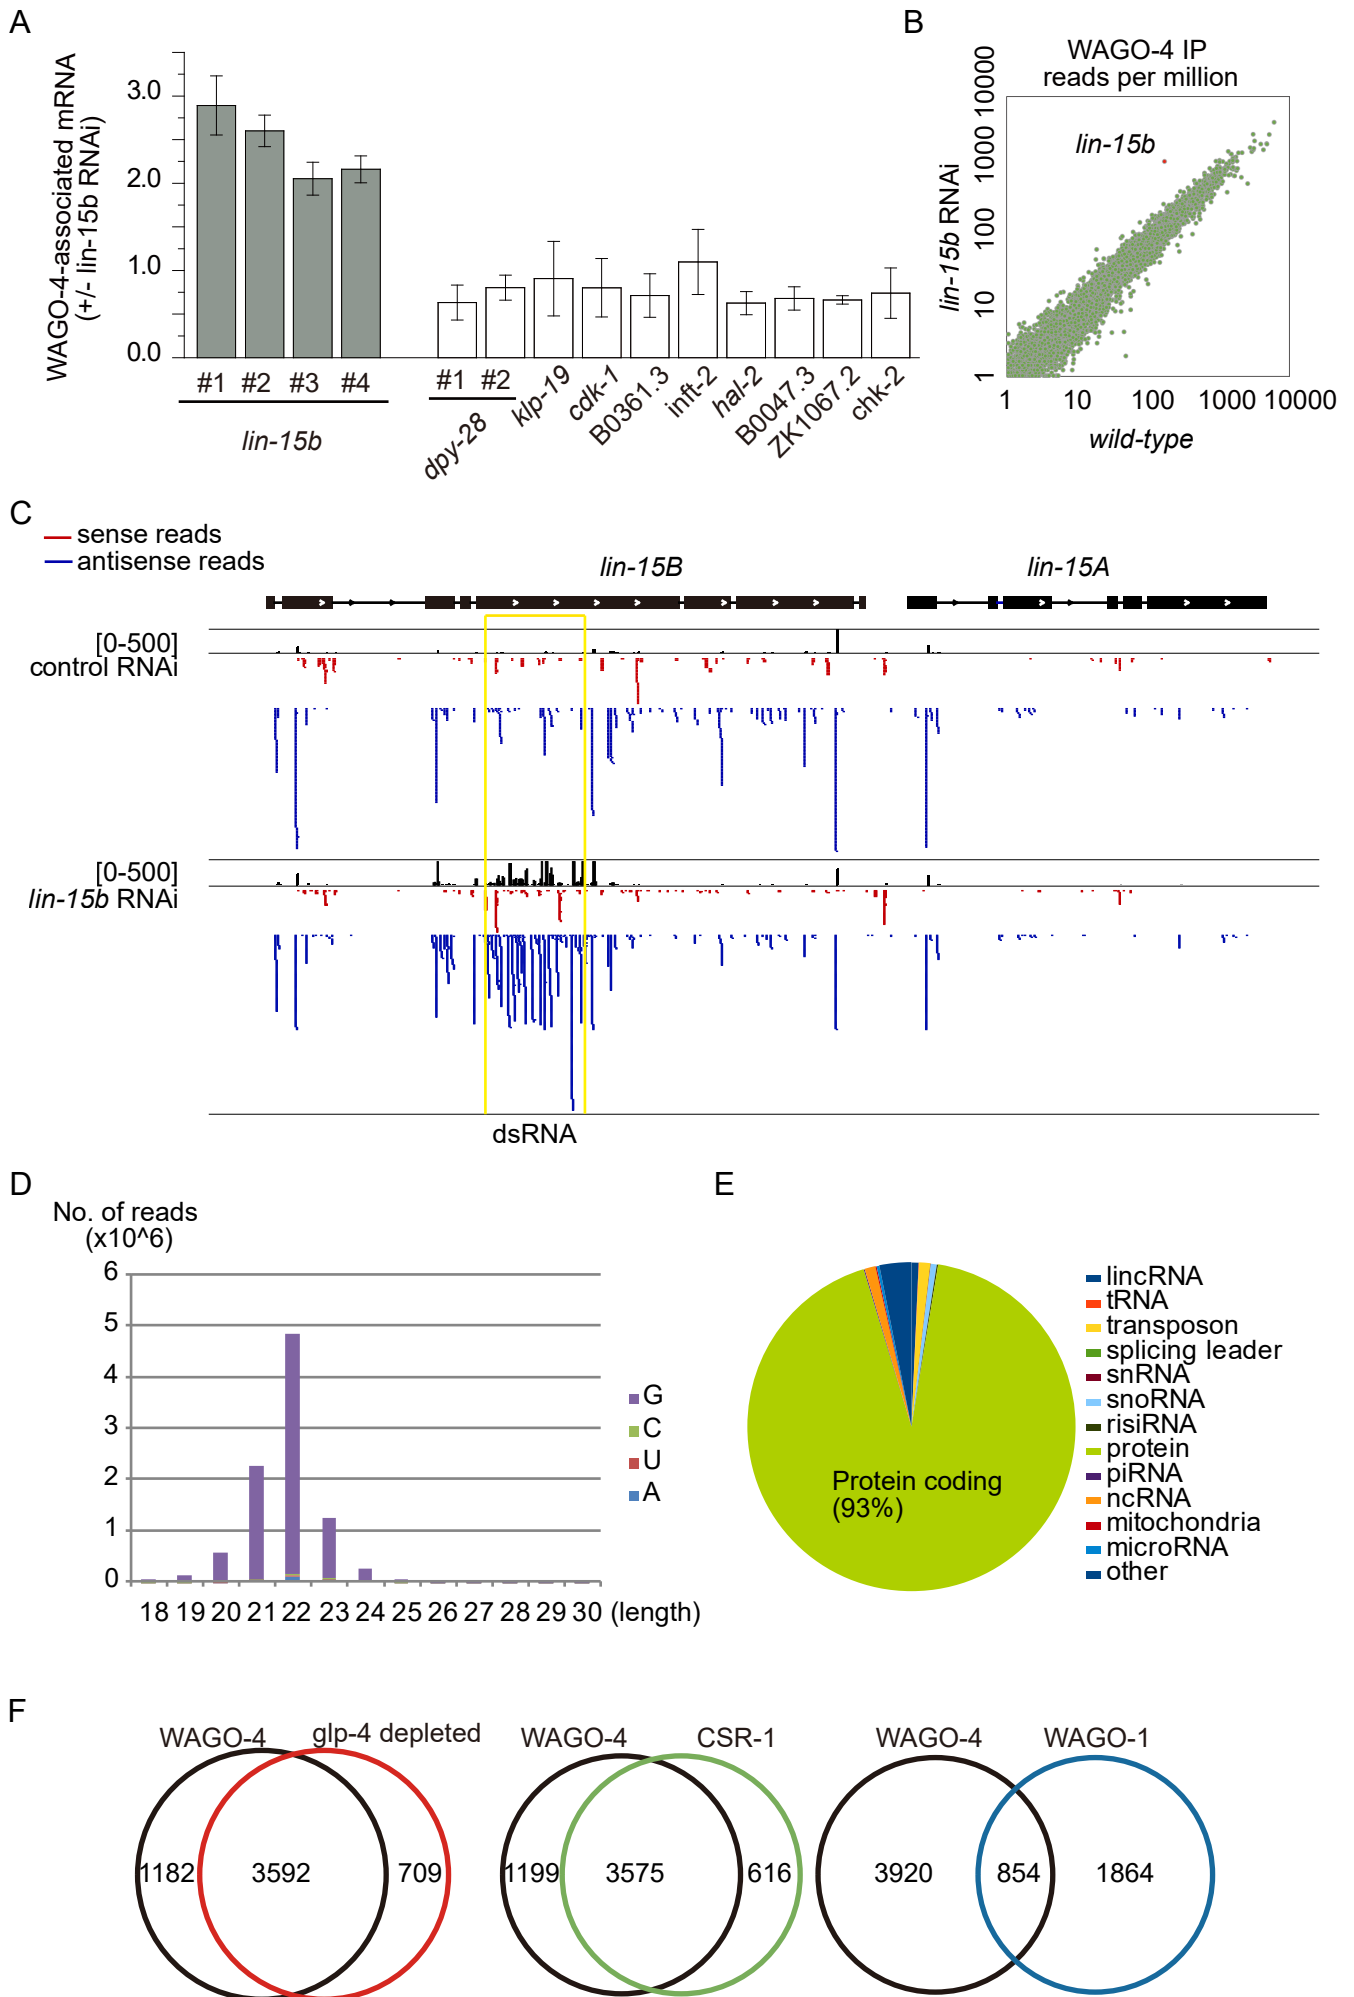 A
WAGO-4-associated mRNA
(+/- lin-15b RNAi)
3.0
2.0
1.0
0.0
#1 #2 #3 #4
lin-15b
#1 #2
dpy-28
klp-19
cdk-1
B0361.3
inft-2
hal-2
B0047.3
ZK1067.2
chk-2
B
WAGO-4 IP
reads per million
lin-15b RNAi
10000
1000
100
10
1
lin-15b
1 10 100 1000 10000
wild-type
C
sense reads
antisense reads
lin-15B
lin-15A
[0-500]
control RNAi
[0-500]
lin-15b RNAi
dsRNA
D
No. of reads
(x10^6)
6
5
4
3
2
1
0
18 19 20 21 22 23 24 25 26 27 28 29 30 (length)
G
C
U
A
E
Protein coding
(93%)
lincRNA
tRNA
transposon
splicing leader
snRNA
snoRNA
risiRNA
protein
piRNA
ncRNA
mitochondria
microRNA
other
F
WAGO-4 glp-4 depleted
1182 3592 709
WAGO-4 CSR-1
1199 3575 616
WAGO-4 WAGO-1
3920 854 1864